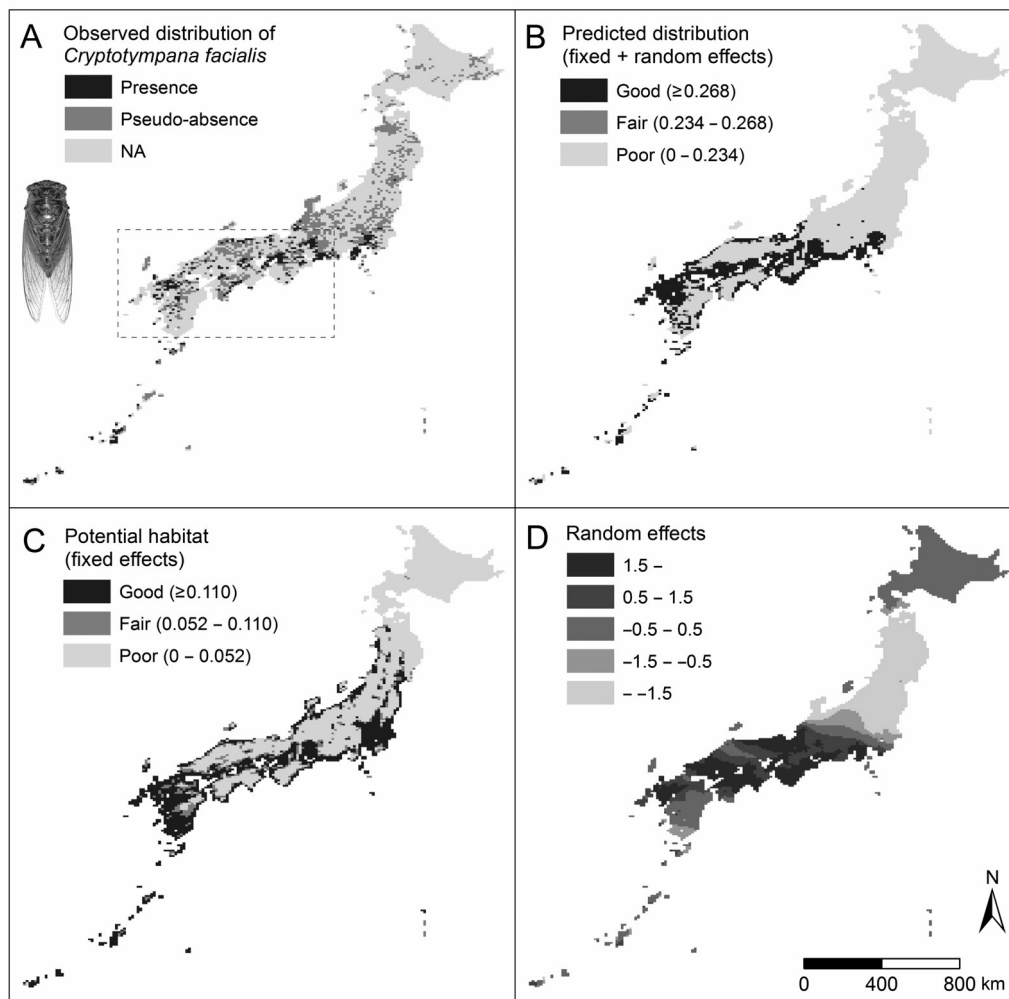 A
Observed distribution of
Cryptotympana facialis
Presence
Pseudo-absence
NA
B
Predicted distribution
(fixed + random effects)
Good (≥0.268)
Fair (0.234 – 0.268)
Poor (0 – 0.234)
C
Potential habitat
(fixed effects)
Good (≥0.110)
Fair (0.052 – 0.110)
Poor (0 – 0.052)
D
Random effects
1.5 –
0.5 – 1.5
–0.5 – 0.5
–1.5 – –0.5
– –1.5
N
0 400 800 km